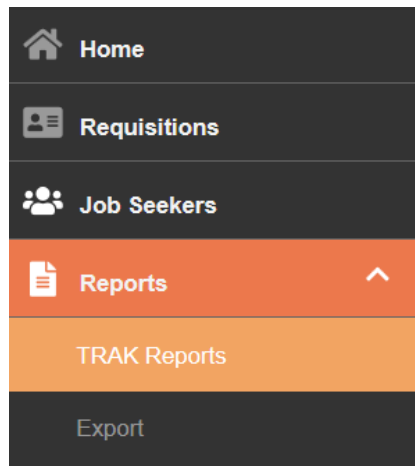 Home
Requisitions
Job Seekers
Reports
TRAK Reports
Export